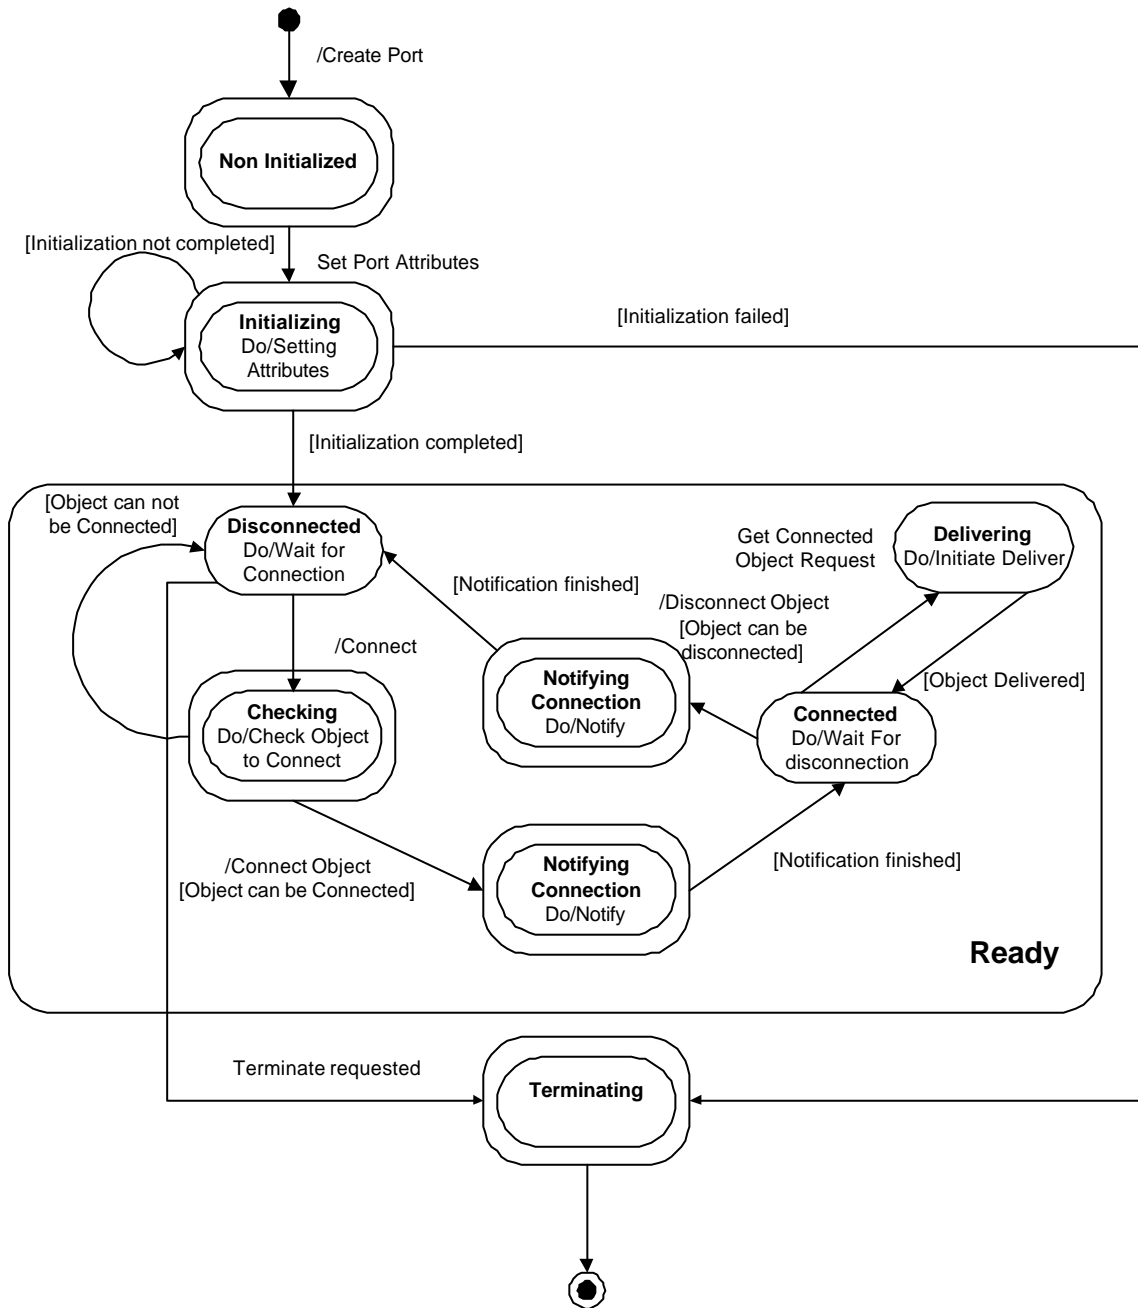 /Create Port
Non Initialized
[Initialization not completed]
Set Port Attributes
Initializing
Do/Setting
Attributes
[Initialization failed]
[Initialization completed]
[Object can not
be Connected]
Disconnected
Do/Wait for
Connection
[Notification finished]
Get Connected
Object Request
Delivering
Do/Initiate Deliver
/Disconnect Object
[Object can be
disconnected]
/Connect
[Object Delivered]
Notifying
Connection
Do/Notify
Connected
Do/Wait For
disconnection
Checking
Do/Check Object
to Connect
/Connect Object
[Object can be Connected]
Notifying
Connection
Do/Notify
[Notification finished]
Ready
Terminate requested
Terminating